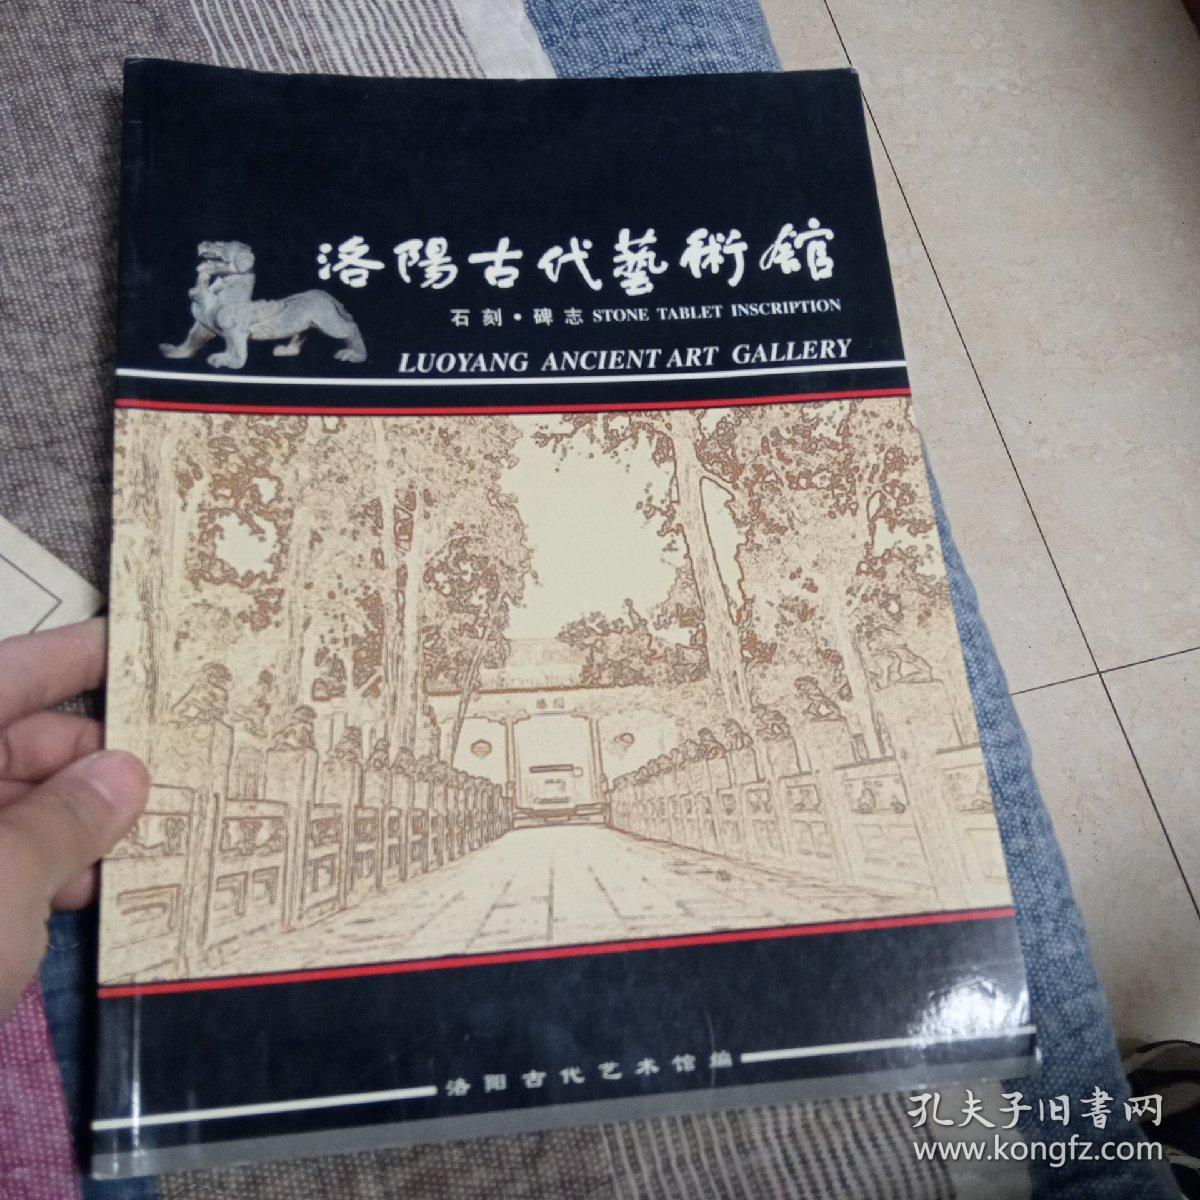 洛陽古代藝術館
石刻·碑志 STONE TABLET INSCRIPTION
LUOYANG ANCIENT ART GALLERY
洛阳古代艺术馆编
孔夫子旧书网
www.kongfz.com